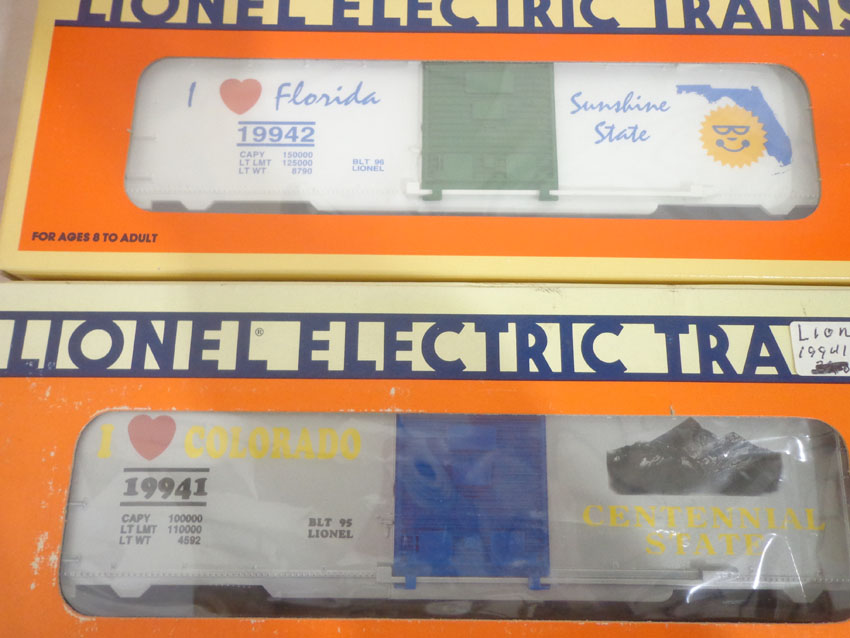 LIONEL ELECTRIC TRAINS
I Florida
19942
CAPY 150000
LT LMT 125000
LT WT 8790
BLT 96
LIONEL
Sunshine
State
FOR AGES 8 TO ADULT
LIONEL® ELECTRIC TRA
Lion
19941
I COLORADO
19941
CAPY 100000
LT LMT 110000
LT WT 4592
BLT 95
LIONEL
CENTENNIAL
STATE